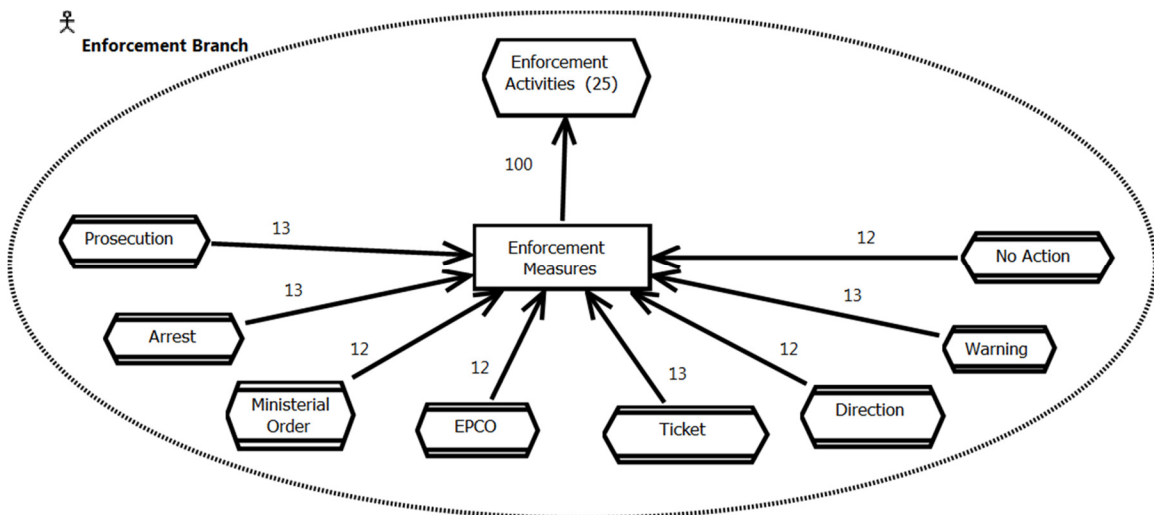 Enforcement Branch
Enforcement
Activities (25)
100
Prosecution
13
Enforcement
Measures
12
No Action
13
Arrest
13
Warning
12
Ministerial
Order
12
EPCO
13
Ticket
12
Direction